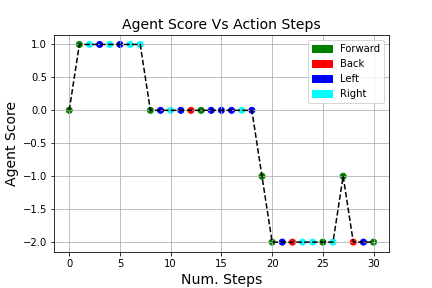 Agent Score Vs Action Steps
Agent Score
1.0
0.5
0.0
−0.5
−1.0
−1.5
−2.0
Forward
Back
Left
Right
0 5 10 15 20 25 30
Num. Steps